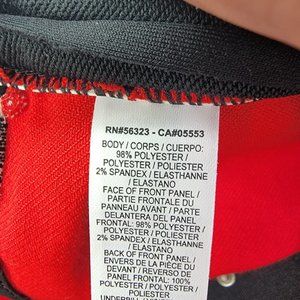 RN#56323 - CA#05553
BODY / CORPS / CUERPO:
98% POLYESTER /
POLYESTER / POLIESTER
2% SPANDEX / ELASTHANNE
/ ELASTANO
FACE OF FRONT PANEL /
PARTIE FRONTALE DU
PANNEAU AVANT / PARTE
DELANTERA DEL PANEL
FRONTAL: 98% POLYESTER /
POLYESTER / POLIESTER
2% SPANDEX / ELASTHANNE
/ ELASTANO
BACK OF FRONT PANEL /
ENVERS DE LA PIÈCE DU
DEVANT / REVERSO DE
PANEL FRONTAL: 100%
POLYESTER / POLYESTER